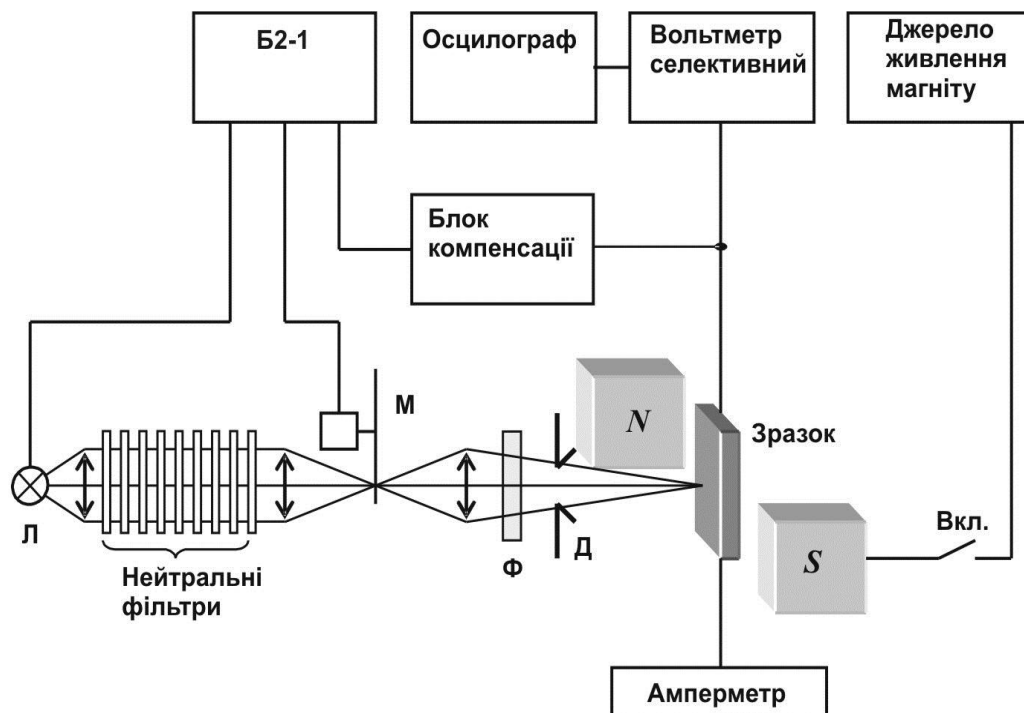 Б2-1
Осцилограф
Вольтметр
селективний
Джерело
живлення
магніту
Блок
компенсації
М
N
Зразок
Л
Нейтральні
фільтри
Ф
Д
S
Вкл.
Амперметр